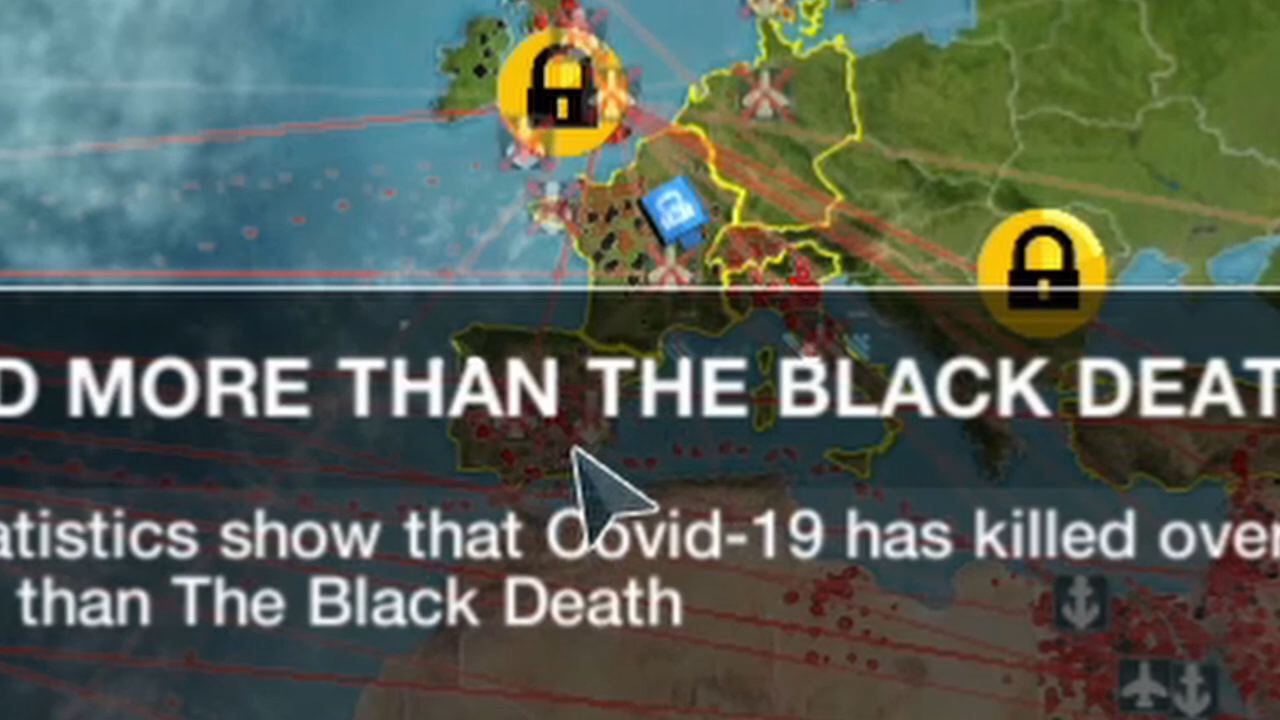 D MORE THAN THE BLACK DEAT
atistics show that Covid-19 has killed over
than The Black Death